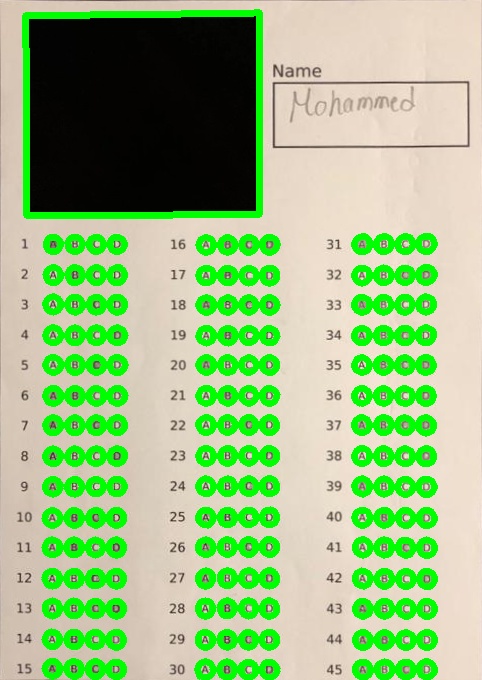 Name
Mohammed
1 A B C D 16 A B C D 31 A B C D
2 A B C D 17 A B C D 32 A B C D
3 A B C D 18 A B C D 33 A B C D
4 A B C D 19 A B C D 34 A B C D
5 A B C D 20 A B C D 35 A B C D
6 A B C D 21 A B C D 36 A B C D
7 A B C D 22 A B C D 37 A B C D
8 A B C D 23 A B C D 38 A B C D
9 A B C D 24 A B C D 39 A B C D
10 A B C D 25 A B C D 40 A B C D
11 A B C D 26 A B C D 41 A B C D
12 A B C D 27 A B C D 42 A B C D
13 A B C D 28 A B C D 43 A B C D
14 A B C D 29 A B C D 44 A B C D
15 A B C D 30 A B C D 45 A B C D